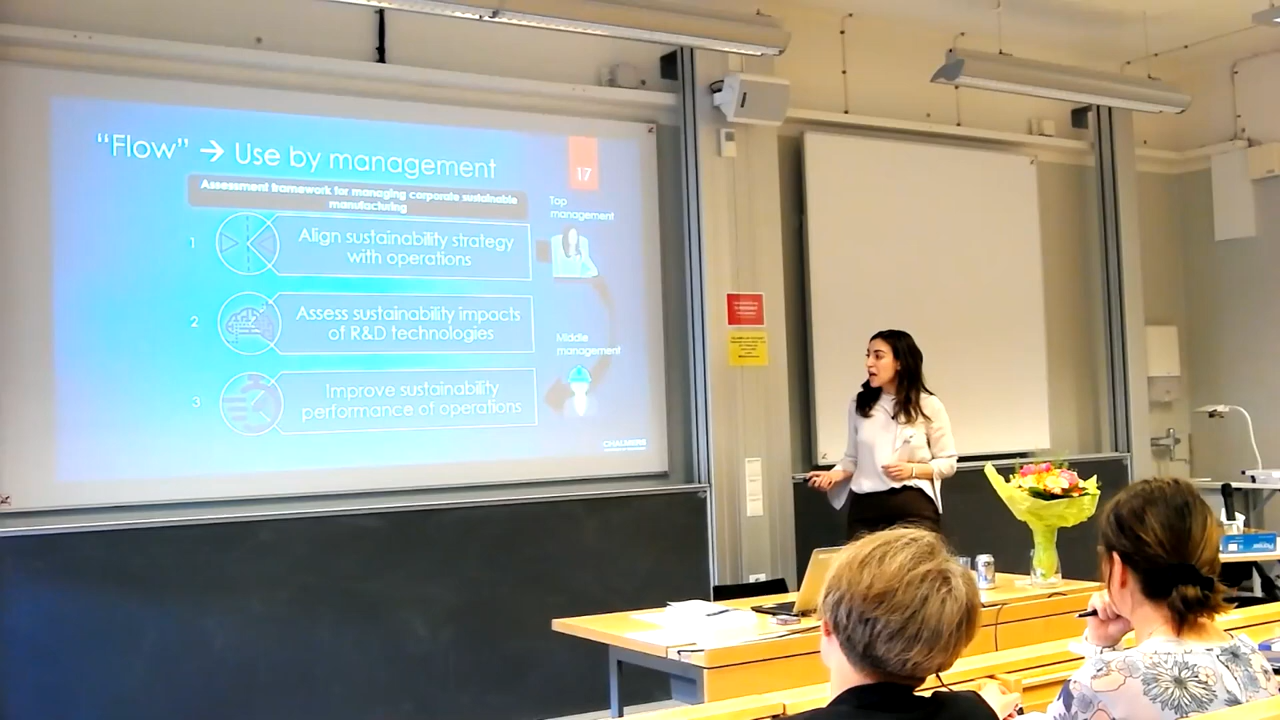 “Flow” → Use by management
17
Assessment framework for managing corporate sustainable
manufacturing
Top
management
1
Align sustainability strategy
with operations
2
Assess sustainability impacts
of R&D technologies
Middle
management
3
Improve sustainability
performance of operations
CHALMERS